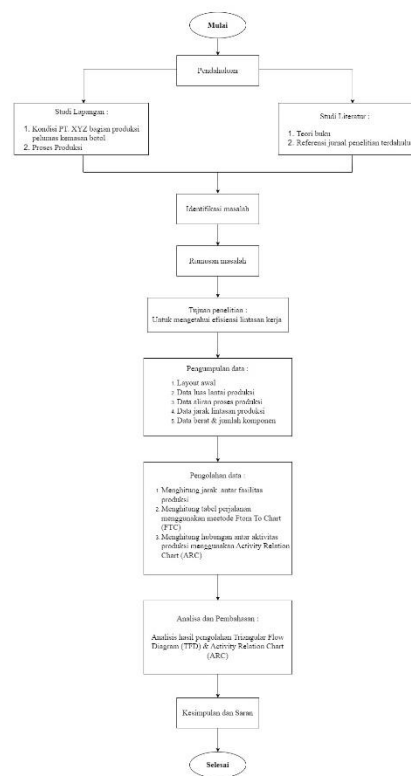 Mulai
Pendahuluan
Studi Lapangan :
1. Kondisi PT. XYZ bagian produksi
pelumas kemasan botol
2. Proses Produksi
Studi Literatur :
1. Teori buku
2. Referensi jurnal penelitian terdahulu
Identifikasi masalah
Rumusan masalah
Tujuan penelitian :
Untuk mengetahui efisiensi lintasan kerja
Pengumpulan data :
1. Layout awal
2. Data luas lantai produksi
3. Data aliran proses produksi
4. Data jarak lintasan produksi
5. Data berat & jumlah komponen
Pengolahan data :
1. Menghitung jarak antar fasilitas
produksi
2. Menghitung tabel perjalanan
menggunakan meetode From To Chart
(FTC)
3. Menghitung hubungan antar aktivitas
produksi menggunakan Activity Relation
Chart (ARC)
Analisa dan Pembahasan :
Analisis hasil pengolahan Triangular Flow
Diagram (TFD) & Activity Relation Chart
(ARC)
Kesimpulan dan Saran
Selesai